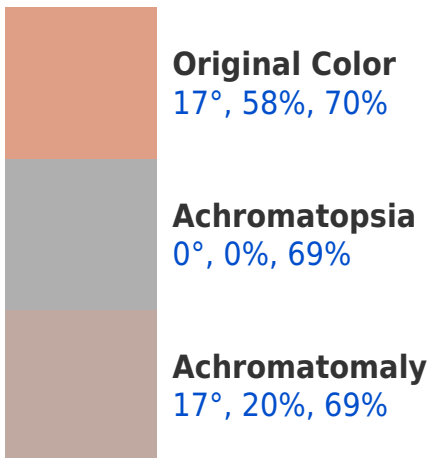 Original Color
17°, 58%, 70%
Achromatopsia
0°, 0%, 69%
Achromatomaly
17°, 20%, 69%